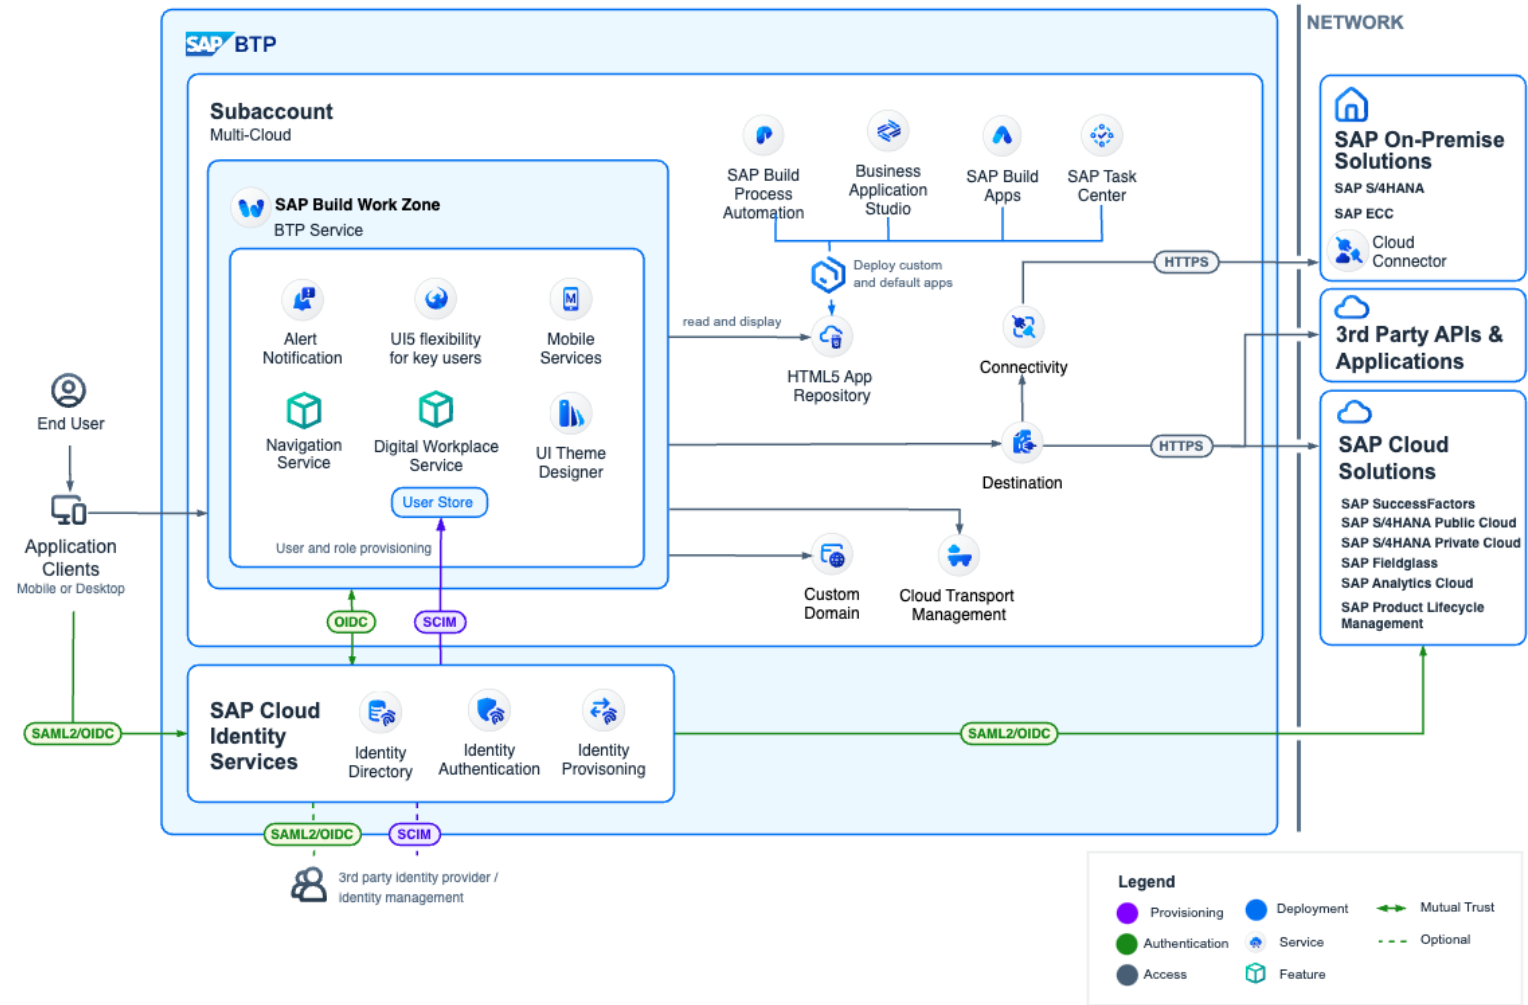 SAP BTP
NETWORK
Subaccount
Multi-Cloud
SAP Build Work Zone
BTP Service
Alert
Notification
UI5 flexibility
for key users
Mobile
Services
Navigation
Service
Digital Workplace
Service
UI Theme
Designer
User Store
User and role provisioning
SAP Build
Process
Automation
Business
Application
Studio
SAP Build
Apps
SAP Task
Center
Deploy custom
and default apps
read and display
HTML5 App
Repository
Connectivity
Destination
HTTPS
HTTPS
Custom
Domain
Cloud Transport
Management
End User
Application
Clients
Mobile or Desktop
OIDC
SCIM
SAML2/OIDC
SAP Cloud
Identity
Services
Identity
Directory
Identity
Authentication
Identity
Provisoning
SAML2/OIDC
SAML2/OIDC
SCIM
3rd party identity provider /
identity management
SAP On-Premise
Solutions
SAP S/4HANA
SAP ECC
Cloud
Connector
3rd Party APIs &
Applications
SAP Cloud
Solutions
SAP SuccessFactors
SAP S/4HANA Public Cloud
SAP S/4HANA Private Cloud
SAP Fieldglass
SAP Analytics Cloud
SAP Product Lifecycle
Management
Legend
Provisioning
Deployment
Mutual Trust
Authentication
Service
Optional
Access
Feature